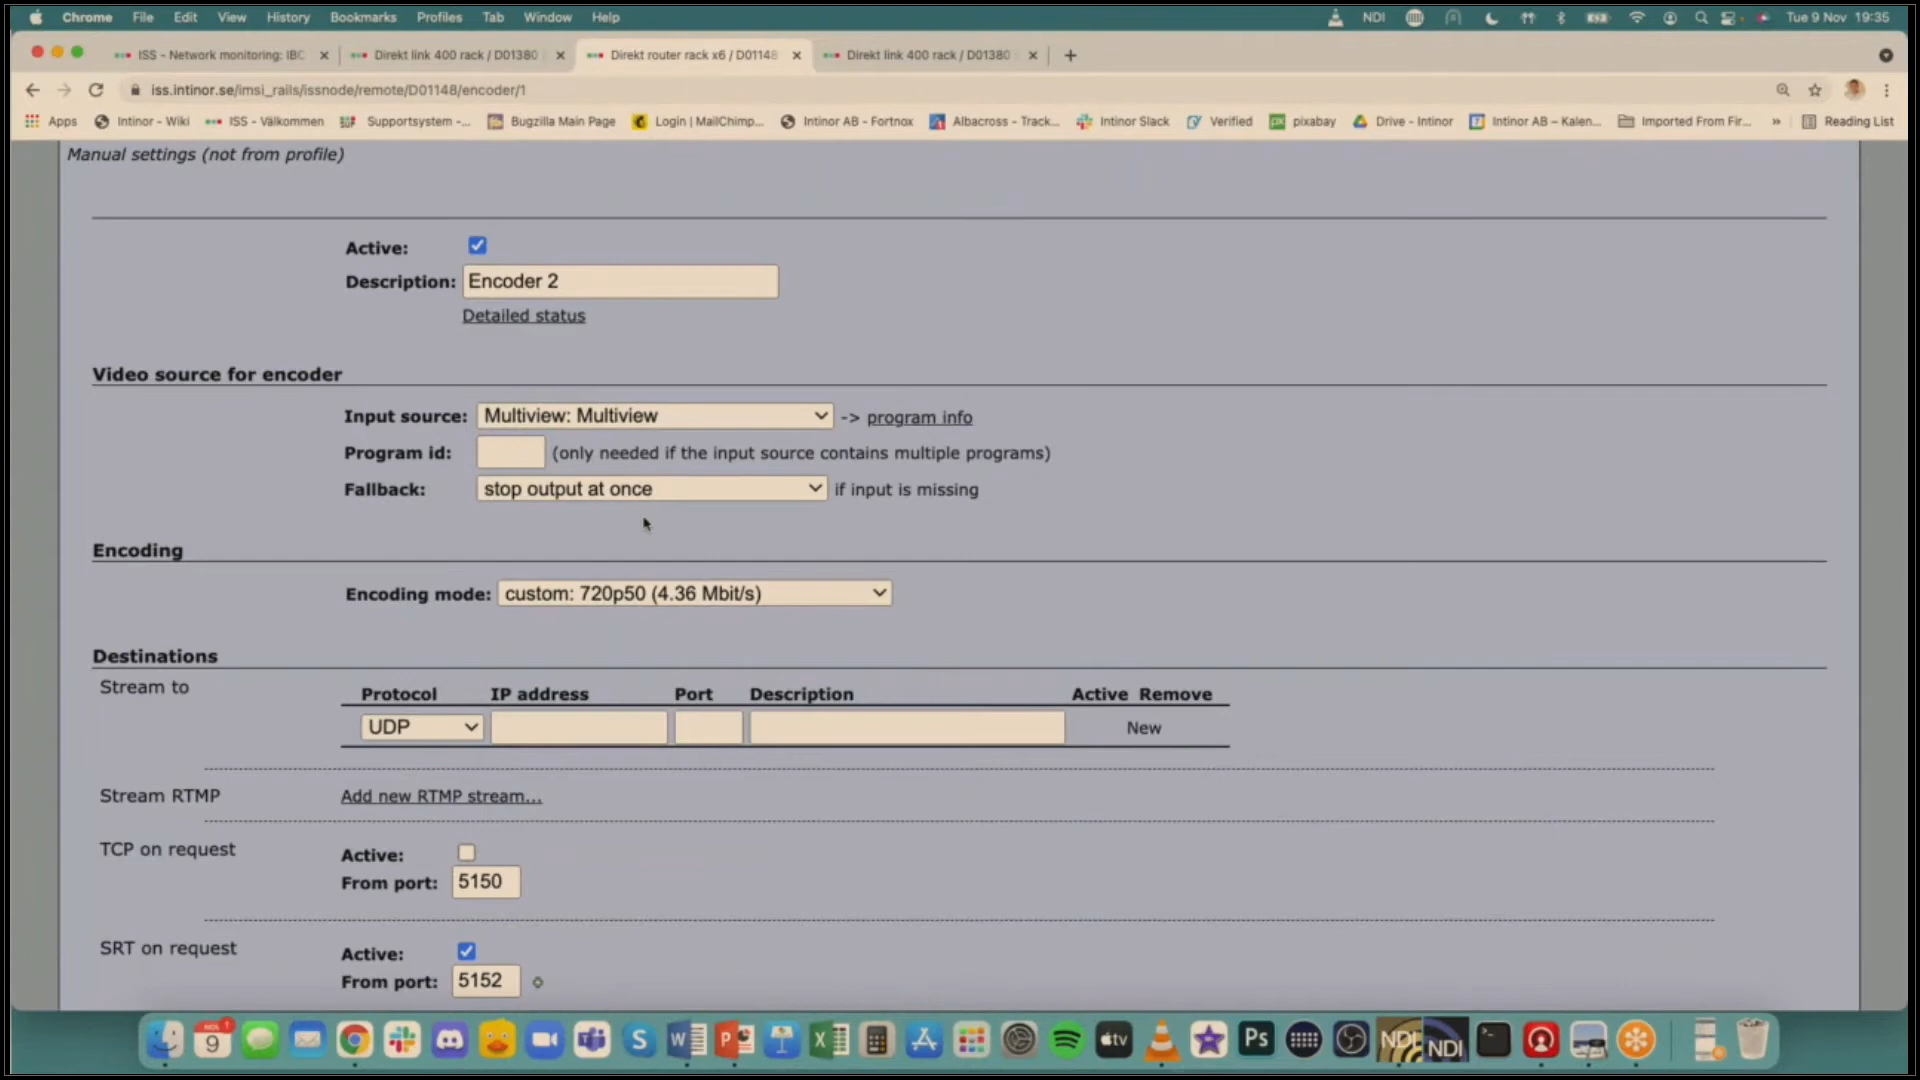 Chrome File Edit View History Bookmarks Profiles Tab Window Help NDI Tue 9 Nov 19:35
ISS - Network monitoring: IBC Direkt link 400 rack / D01380 Direkt router rack x6 / D01148 Direkt link 400 rack / D01380
iss.intinor.se/imsi_rails/issnode/remote/D01148/encoder/1
Apps Intinor - Wiki ISS - Välkommen Supportsystem -... Bugzilla Main Page Login | MailChimp... Intinor AB - Fortnox Albacross - Track... Intinor Slack Verified pixabay Drive - Intinor Intinor AB – Kalen... Imported From Fir... » Reading List
Manual settings (not from profile)
Active:
Description: Encoder 2
Detailed status
Video source for encoder
Input source: Multiview: Multiview -> program info
Program id: (only needed if the input source contains multiple programs)
Fallback: stop output at once if input is missing
Encoding
Encoding mode: custom: 720p50 (4.36 Mbit/s)
Destinations
Stream to Protocol IP address Port Description Active Remove
UDP New
Stream RTMP Add new RTMP stream...
TCP on request Active:
From port: 5150
SRT on request Active:
From port: 5152
NOV 1
9 S W P X tv Ps NDI NDI